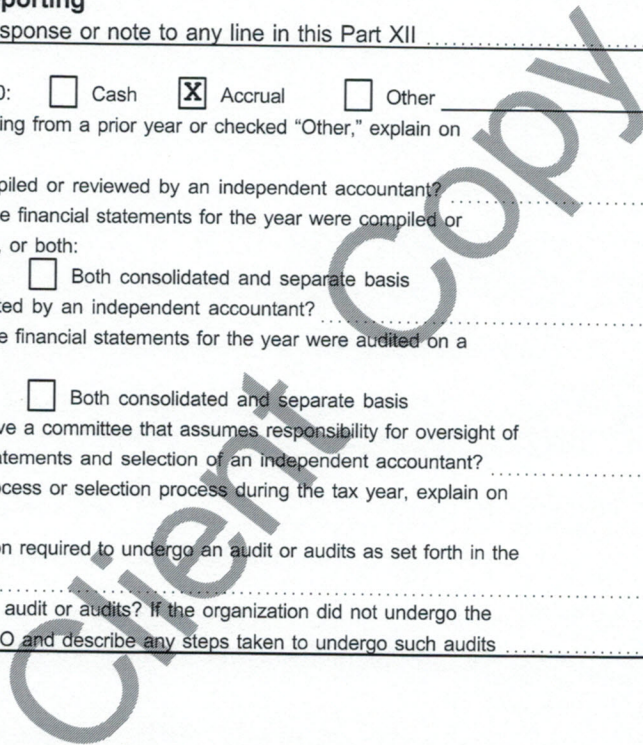 porting
sponse or note to any line in this Part XII
0: Cash X Accrual Other
ing from a prior year or checked “Other,” explain on
piled or reviewed by an independent accountant?
e financial statements for the year were compiled or
, or both:
Both consolidated and separate basis
ted by an independent accountant?
e financial statements for the year were audited on a
Both consolidated and separate basis
ve a committee that assumes responsibility for oversight of
atements and selection of an independent accountant?
ocess or selection process during the tax year, explain on
n required to undergo an audit or audits as set forth in the
audit or audits? If the organization did not undergo the
O and describe any steps taken to undergo such audits
Client Copy